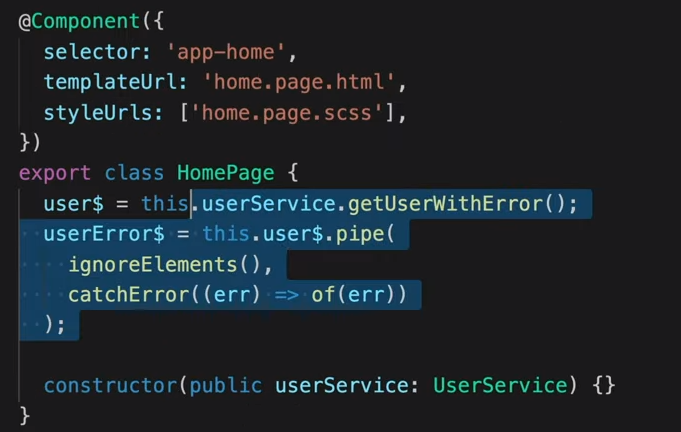 @Component({
  selector: 'app-home',
  templateUrl: 'home.page.html',
  styleUrls: ['home.page.scss'],
})
export class HomePage {
  user$ = this.userService.getUserWithError();
  userError$ = this.user$.pipe(
    ignoreElements(),
    catchError((err) => of(err))
  );

  constructor(public userService: UserService) {}
}